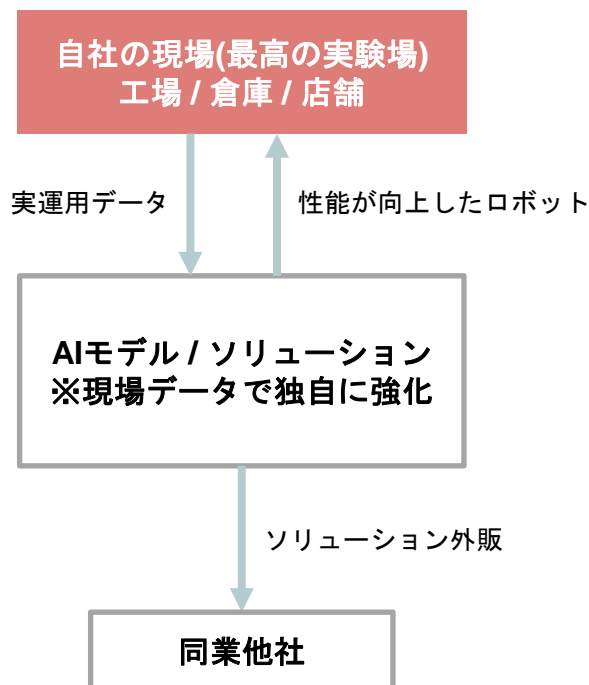 自社の現場(最高の実験場)
工場 / 倉庫 / 店舗
実運用データ
性能が向上したロボット
AIモデル / ソリューション
※現場データで独自に強化
ソリューション外販
同業他社